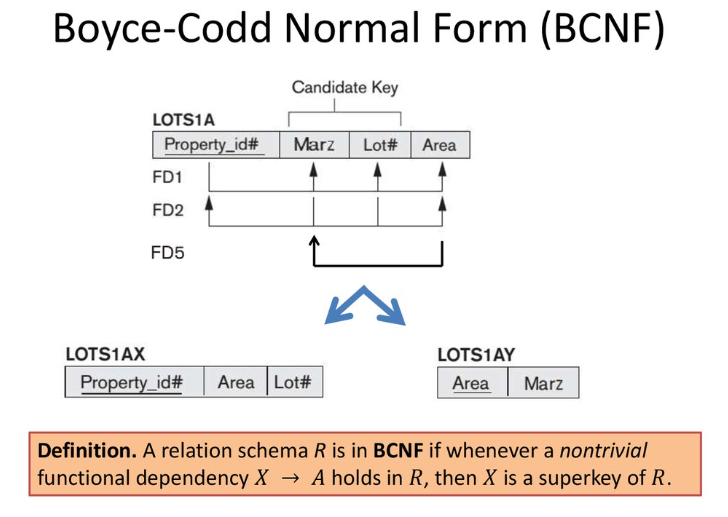 Boyce-Codd Normal Form (BCNF)
Candidate Key
LOTS1A
Property_id# Marz Lot# Area
FD1
FD2
FD5
LOTS1AX
Property_id# Area Lot#
LOTS1AY
Area Marz
Definition. A relation schema R is in BCNF if whenever a nontrivial
functional dependency X → A holds in R, then X is a superkey of R.